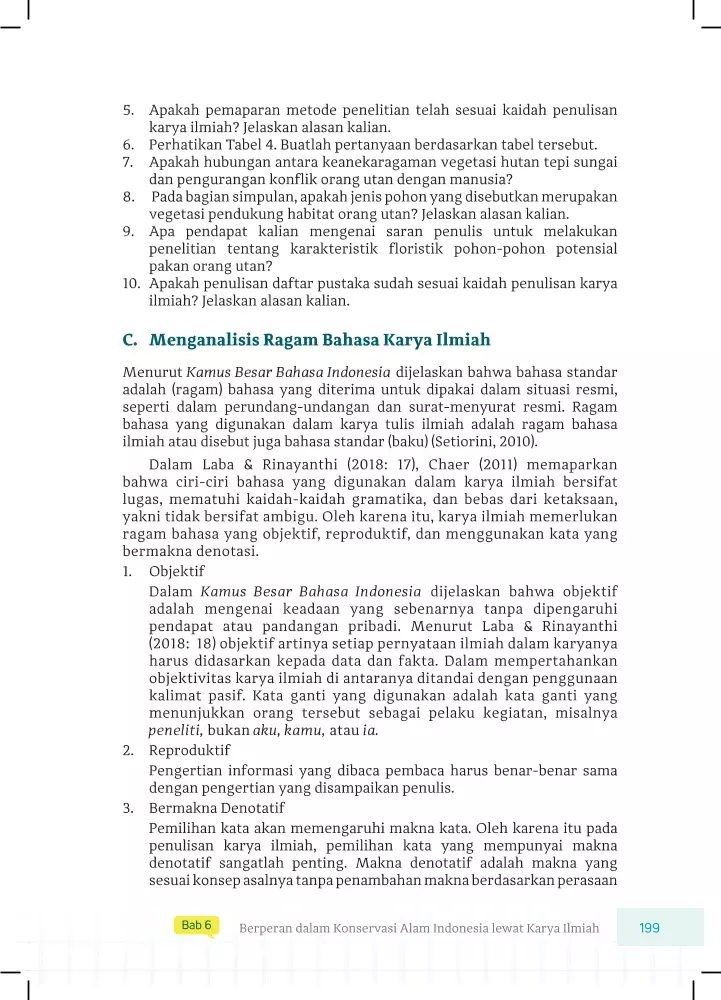 5. Apakah pemaparan metode penelitian telah sesuai kaidah penulisan
karya ilmiah? Jelaskan alasan kalian.
6. Perhatikan Tabel 4. Buatlah pertanyaan berdasarkan tabel tersebut.
7. Apakah hubungan antara keanekaragaman vegetasi hutan tepi sungai
dan pengurangan konflik orang utan dengan manusia?
8. Pada bagian simpulan, apakah jenis pohon yang disebutkan merupakan
vegetasi pendukung habitat orang utan? Jelaskan alasan kalian.
9. Apa pendapat kalian mengenai saran penulis untuk melakukan
penelitian tentang karakteristik floristik pohon-pohon potensial
pakan orang utan?
10. Apakah penulisan daftar pustaka sudah sesuai kaidah penulisan karya
ilmiah? Jelaskan alasan kalian.
C. Menganalisis Ragam Bahasa Karya Ilmiah
Menurut Kamus Besar Bahasa Indonesia dijelaskan bahwa bahasa standar
adalah (ragam) bahasa yang diterima untuk dipakai dalam situasi resmi,
seperti dalam perundang-undangan dan surat-menyurat resmi. Ragam
bahasa yang digunakan dalam karya tulis ilmiah adalah ragam bahasa
ilmiah atau disebut juga bahasa standar (baku) (Setiorini, 2010).
Dalam Laba & Rinayanthi (2018: 17), Chaer (2011) memaparkan
bahwa ciri-ciri bahasa yang digunakan dalam karya ilmiah bersifat
lugas, mematuhi kaidah-kaidah gramatika, dan bebas dari ketaksaan,
yakni tidak bersifat ambigu. Oleh karena itu, karya ilmiah memerlukan
ragam bahasa yang objektif, reproduktif, dan menggunakan kata yang
bermakna denotasi.
1. Objektif
Dalam Kamus Besar Bahasa Indonesia dijelaskan bahwa objektif
adalah mengenai keadaan yang sebenarnya tanpa dipengaruhi
pendapat atau pandangan pribadi. Menurut Laba & Rinayanthi
(2018: 18) objektif artinya setiap pernyataan ilmiah dalam karyanya
harus didasarkan kepada data dan fakta. Dalam mempertahankan
objektivitas karya ilmiah di antaranya ditandai dengan penggunaan
kalimat pasif. Kata ganti yang digunakan adalah kata ganti yang
menunjukkan orang tersebut sebagai pelaku kegiatan, misalnya
peneliti, bukan aku, kamu, atau ia.
2. Reproduktif
Pengertian informasi yang dibaca pembaca harus benar-benar sama
dengan pengertian yang disampaikan penulis.
3. Bermakna Denotatif
Pemilihan kata akan memengaruhi makna kata. Oleh karena itu pada
penulisan karya ilmiah, pemilihan kata yang mempunyai makna
denotatif sangatlah penting. Makna denotatif adalah makna yang
sesuai konsep asalnya tanpa penambahan makna berdasarkan perasaan
Bab 6 Berperan dalam Konservasi Alam Indonesia lewat Karya Ilmiah 199